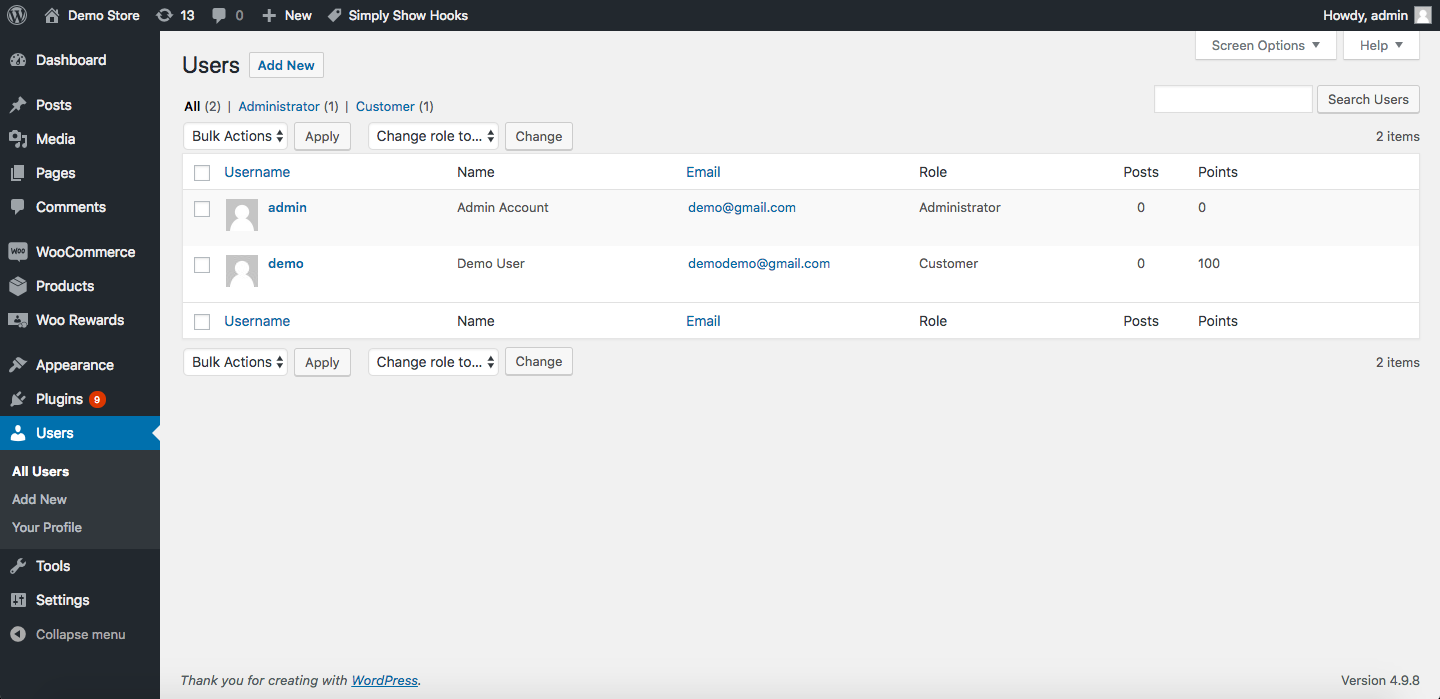 Demo Store 13 0 New Simply Show Hooks Howdy, admin
Screen Options Help
Dashboard
Posts
Media
Pages
Comments
WOO WooCommerce
Products
Woo Rewards
Appearance
Plugins 9
Users
All Users
Add New
Your Profile
Tools
Settings
Collapse menu
Users Add New
All (2) | Administrator (1) | Customer (1)
Search Users
Bulk Actions Apply Change role to... Change 2 items
Username Name Email Role Posts Points
admin Admin Account demo@gmail.com Administrator 0 0
demo Demo User demodemo@gmail.com Customer 0 100
Username Name Email Role Posts Points
Bulk Actions Apply Change role to... Change 2 items
Thank you for creating with WordPress. Version 4.9.8